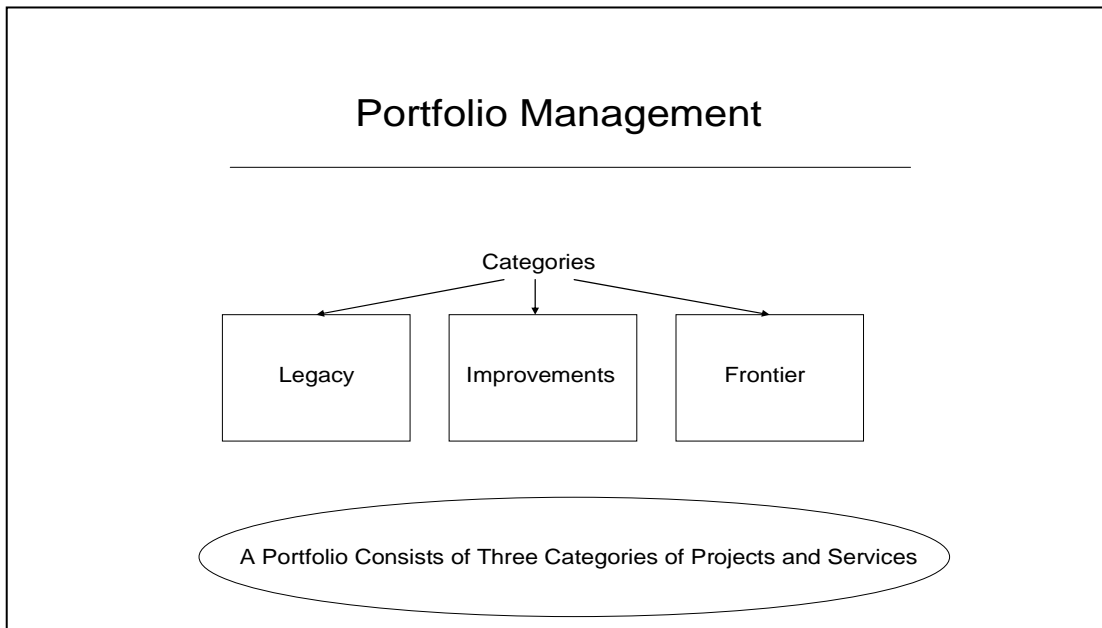 Portfolio Management
Categories
Legacy
Improvements
Frontier
A Portfolio Consists of Three Categories of Projects and Services